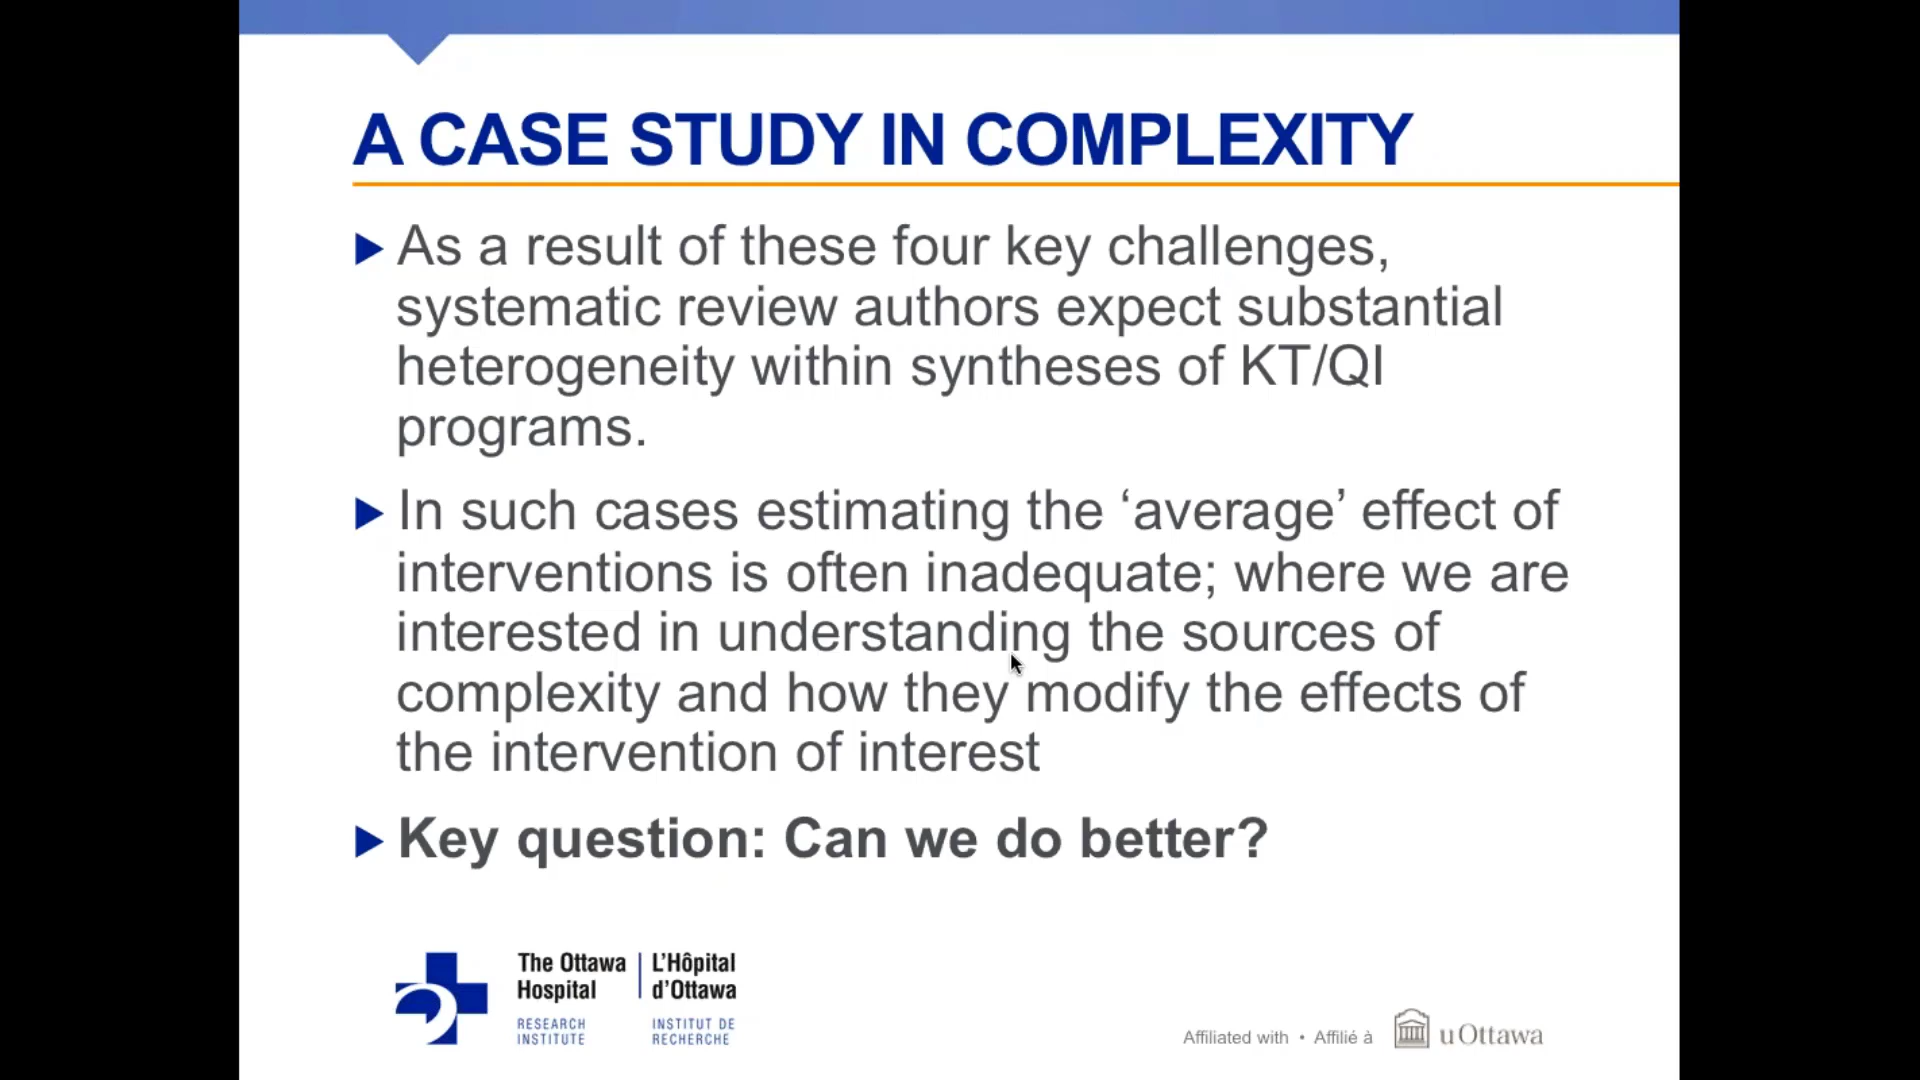 A CASE STUDY IN COMPLEXITY
As a result of these four key challenges,
systematic review authors expect substantial
heterogeneity within syntheses of KT/QI
programs.
In such cases estimating the ‘average’ effect of
interventions is often inadequate; where we are
interested in understanding the sources of
complexity and how they modify the effects of
the intervention of interest
Key question: Can we do better?
The Ottawa
Hospital
RESEARCH
INSTITUTE
L’Hôpital
d’Ottawa
INSTITUT DE
RECHERCHE
Affiliated with • Affilié à
uOttawa